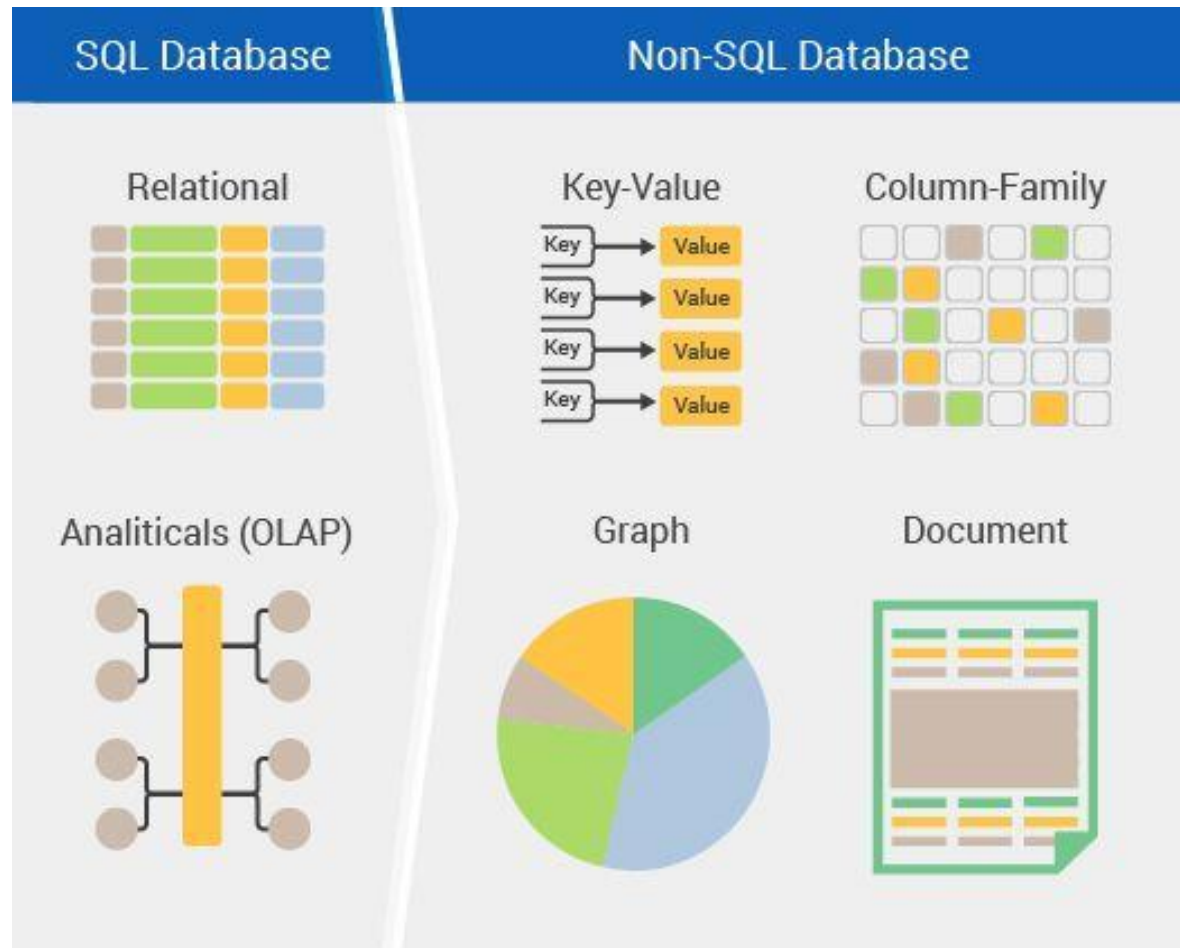 SQL Database
Non-SQL Database
Relational
Key-Value
Key Value
Key Value
Key Value
Key Value
Column-Family
Analiticals (OLAP)
Graph
Document